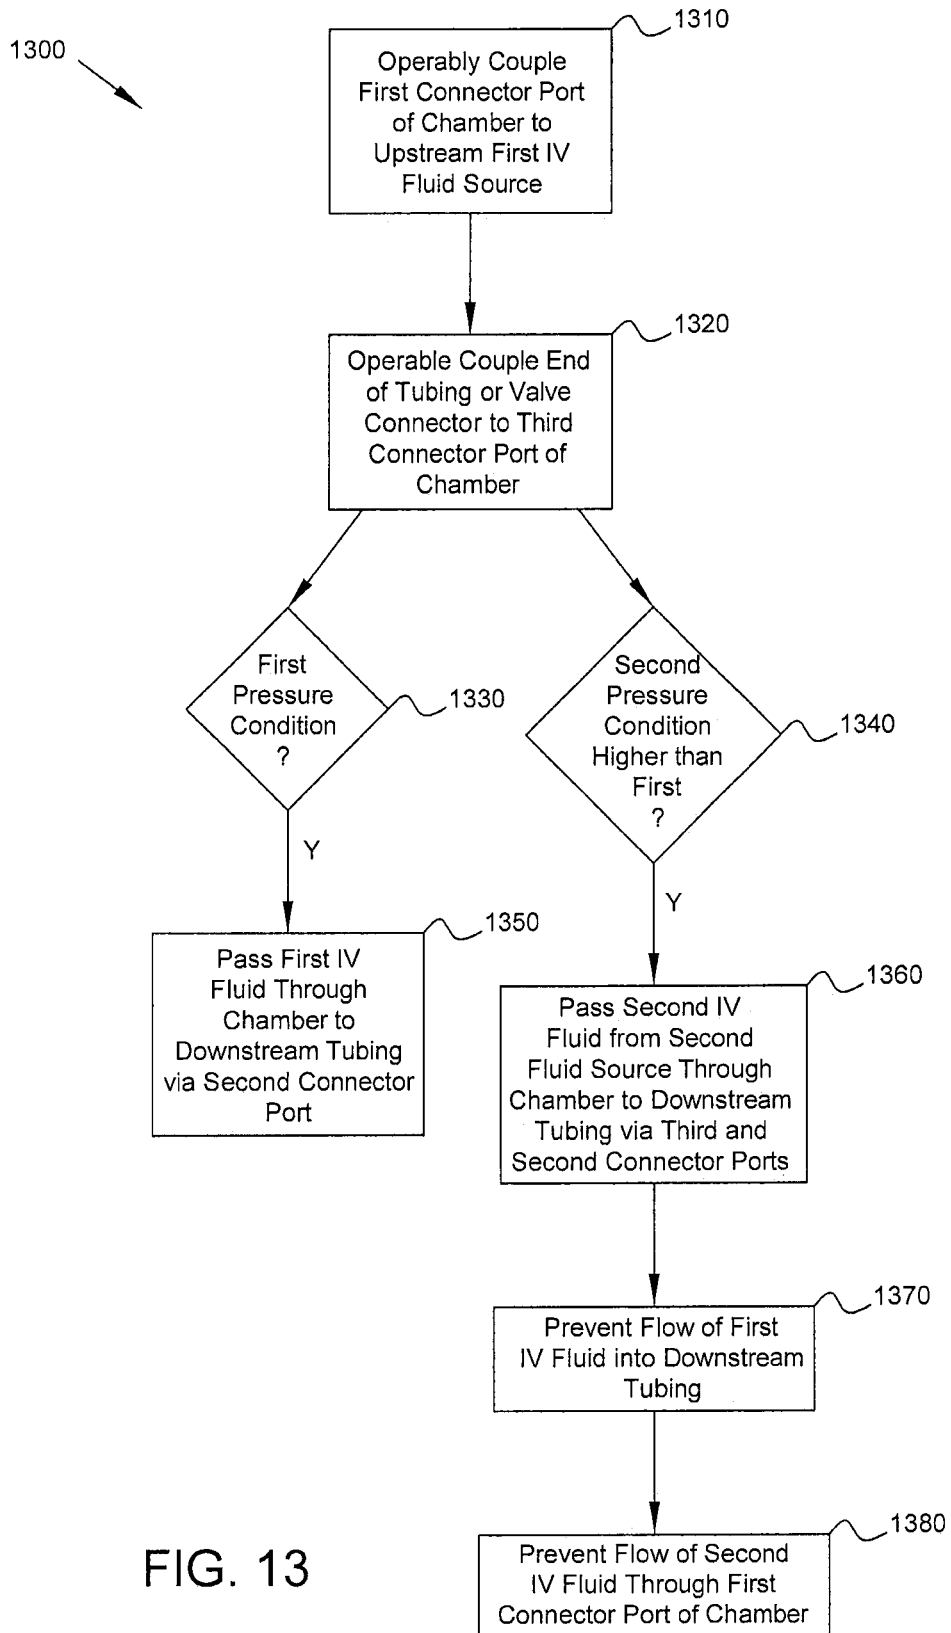 1300
1310
Operably Couple
First Connector Port
of Chamber to
Upstream First IV
Fluid Source
1320
Operable Couple End
of Tubing or Valve
Connector to Third
Connector Port of
Chamber
First
Pressure
Condition
?
1330
Second
Pressure
Condition
Higher than
First
?
1340
Y
Y
1350
Pass First IV
Fluid Through
Chamber to
Downstream Tubing
via Second Connector
Port
1360
Pass Second IV
Fluid from Second
Fluid Source Through
Chamber to Downstream
Tubing via Third and
Second Connector Ports
1370
Prevent Flow of First
IV Fluid into Downstream
Tubing
1380
Prevent Flow of Second
IV Fluid Through First
Connector Port of Chamber
FIG. 13